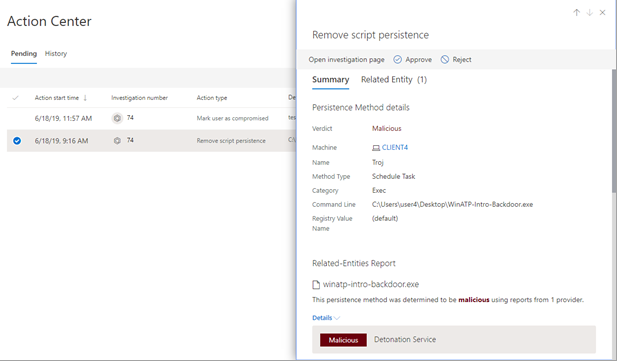 Action Center
Pending History
Action start time ↓ Investigation number Action type De
6/18/19, 11:57 AM 74 Mark user as compromised tes
6/18/19, 9:16 AM 74 Remove script persistence C:\
Remove script persistence
Open investigation page Approve Reject
Summary Related Entity (1)
Persistence Method details
Verdict Malicious
Machine CLIENT4
Name Troj
Method Type Schedule Task
Category Exec
Command Line C:\Users\user4\Desktop\WinATP-Intro-Backdoor.exe
Registry Value (default)
Name
Related-Entities Report
winatp-intro-backdoor.exe
This persistence method was determined to be malicious using reports from 1 provider.
Details
Malicious Detonation Service